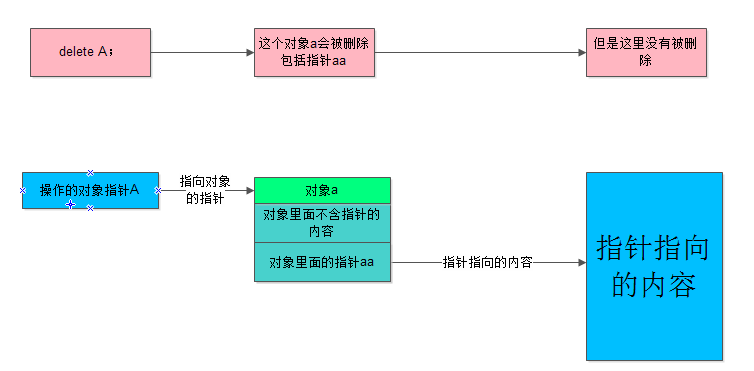 delete A；
这个对象a会被删除
包括指针aa
但是这里没有被删
除
操作的对象指针A
指向对象
的指针
对象a
对象里面不含指针的
内容
对象里面的指针aa
指针指向的内容
指针指向
的内容